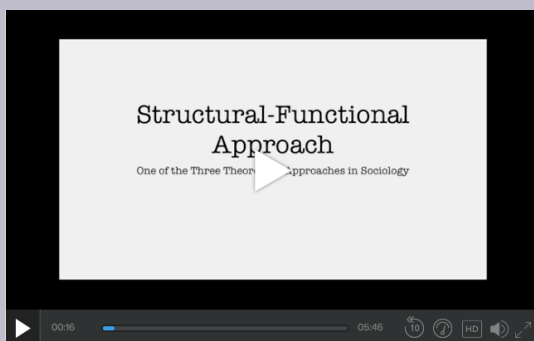 Structural-Functional
Approach
One of the Three Approaches in Sociology
00:16
05:46
10
HD